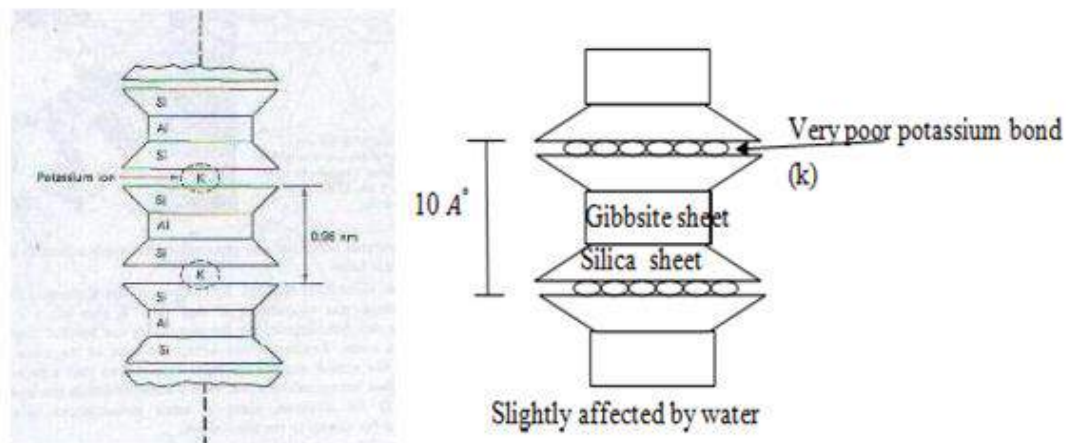 Si
Al
Si
Potassium ion
K
Si
Al
Si
0.96 nm
K
Si
Al
Si
10 A°
Very poor potassium bond
(k)
Gibbsite sheet
Silica sheet
Slightly affected by water